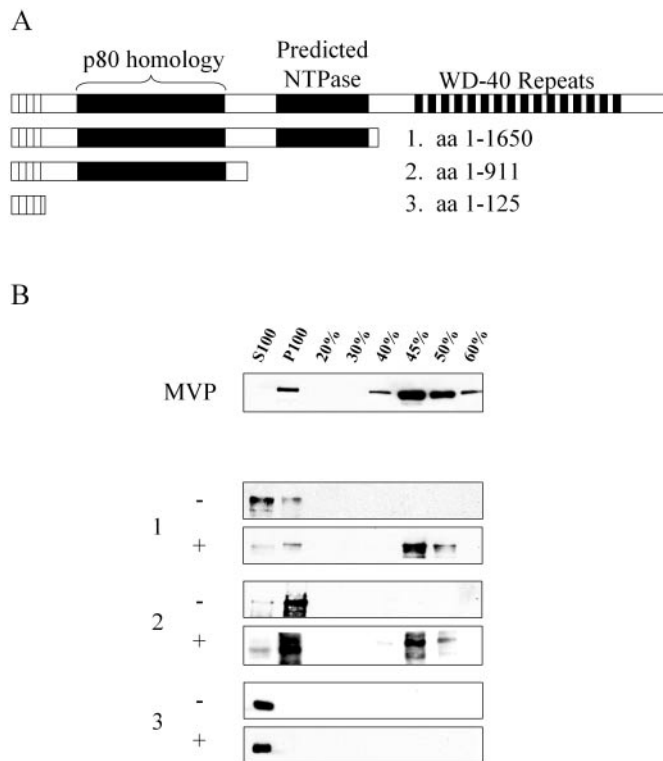 A
p80 homology
Predicted
NTPase
WD-40 Repeats
1. aa 1-1650
2. aa 1-911
3. aa 1-125
B
S100 P100 20% 30% 40% 45% 50% 60%
MVP
-
1
+
-
2
+
-
3
+